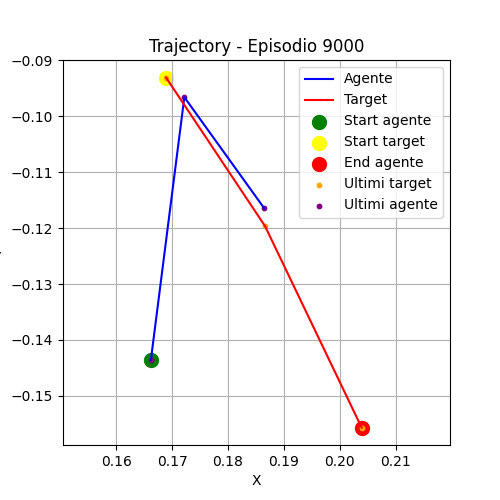 Trajectory - Episodio 9000
Agente
Target
Start agente
Start target
End agente
Ultimi target
Ultimi agente
−0.09
−0.10
−0.11
−0.12
−0.13
−0.14
−0.15
0.16
0.17
0.18
0.19
0.20
0.21
X